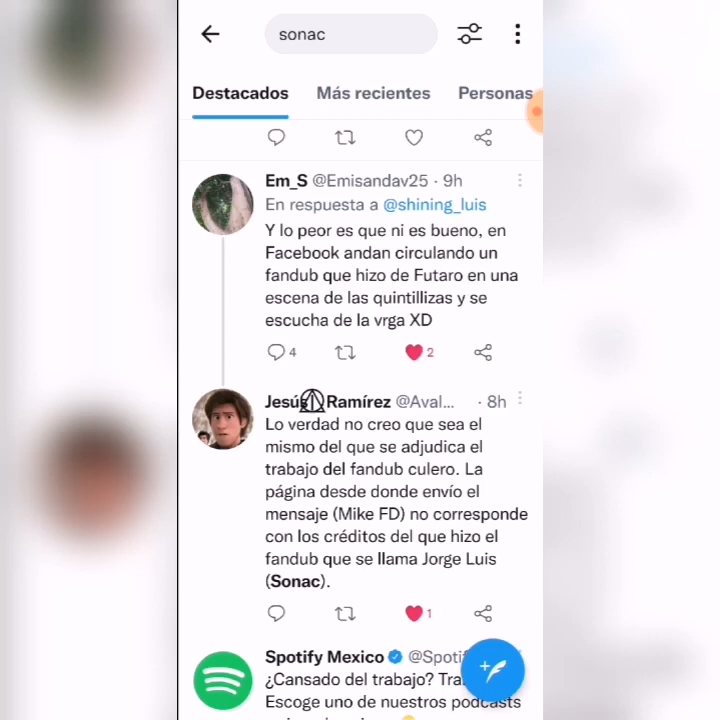 sonac
Destacados Más recientes Personas
Em_S @Emisandav25 · 9h
En respuesta a @shining_luis
Y lo peor es que ni es bueno, en
Facebook andan circulando un
fandub que hizo de Futaro en una
escena de las quintillizas y se
escucha de la vrga XD
4 2
Jesús Ramírez @Aval... · 8h
Lo verdad no creo que sea el
mismo del que se adjudica el
trabajo del fandub culero. La
página desde donde envío el
mensaje (Mike FD) no corresponde
con los créditos del que hizo el
fandub que se llama Jorge Luis
(Sonac).
1
Spotify Mexico @Spoti
¿Cansado del trabajo? Tra
Escoge uno de nuestros podcasts